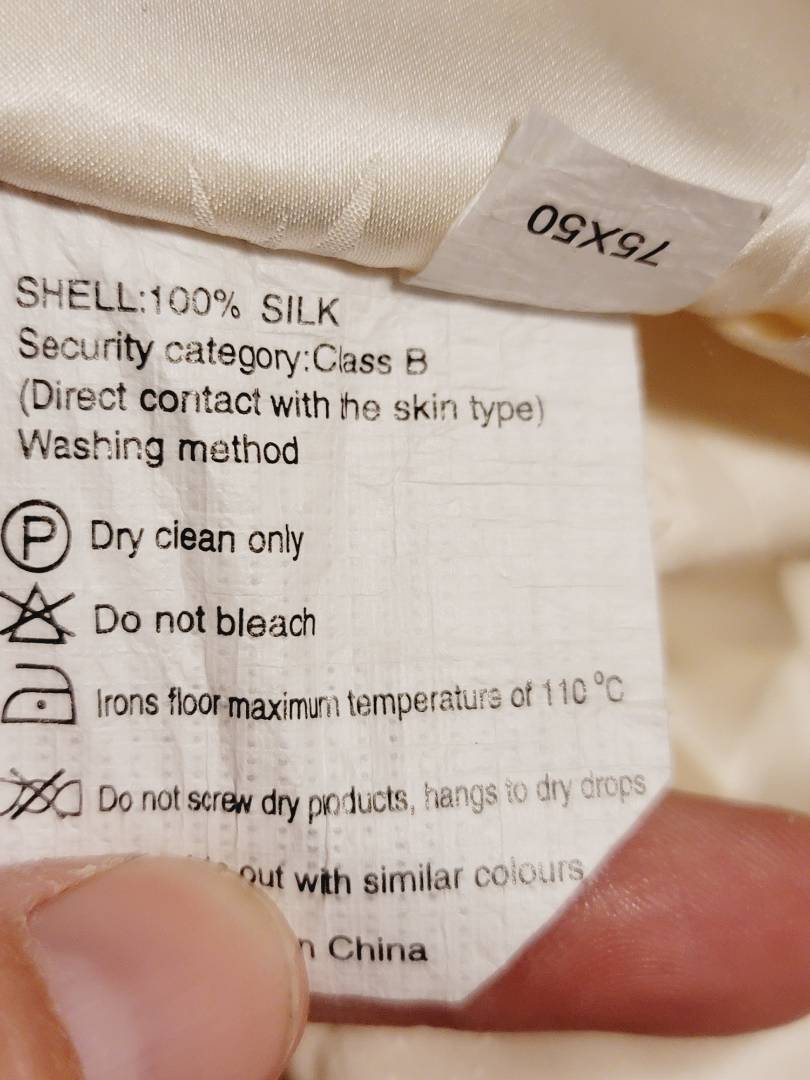 75X50
SHELL:100% SILK
Security category:Class B
(Direct contact with the skin type)
Washing method
P Dry clean only
Do not bleach
Irons floor maximum temperature of 110 °C
Do not screw dry products, hangs to dry drops
out with similar colours
China